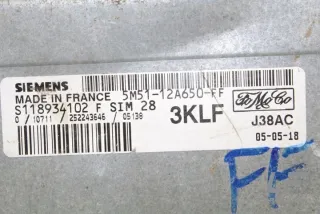 SIEMENS
MADE IN FRANCE 5M51-12A650-FF
S118934102 F SIM 28
0 / 10711 / 252243646 / 05138
3KLF
FoMoCo
J38AC
05-05-18
FF